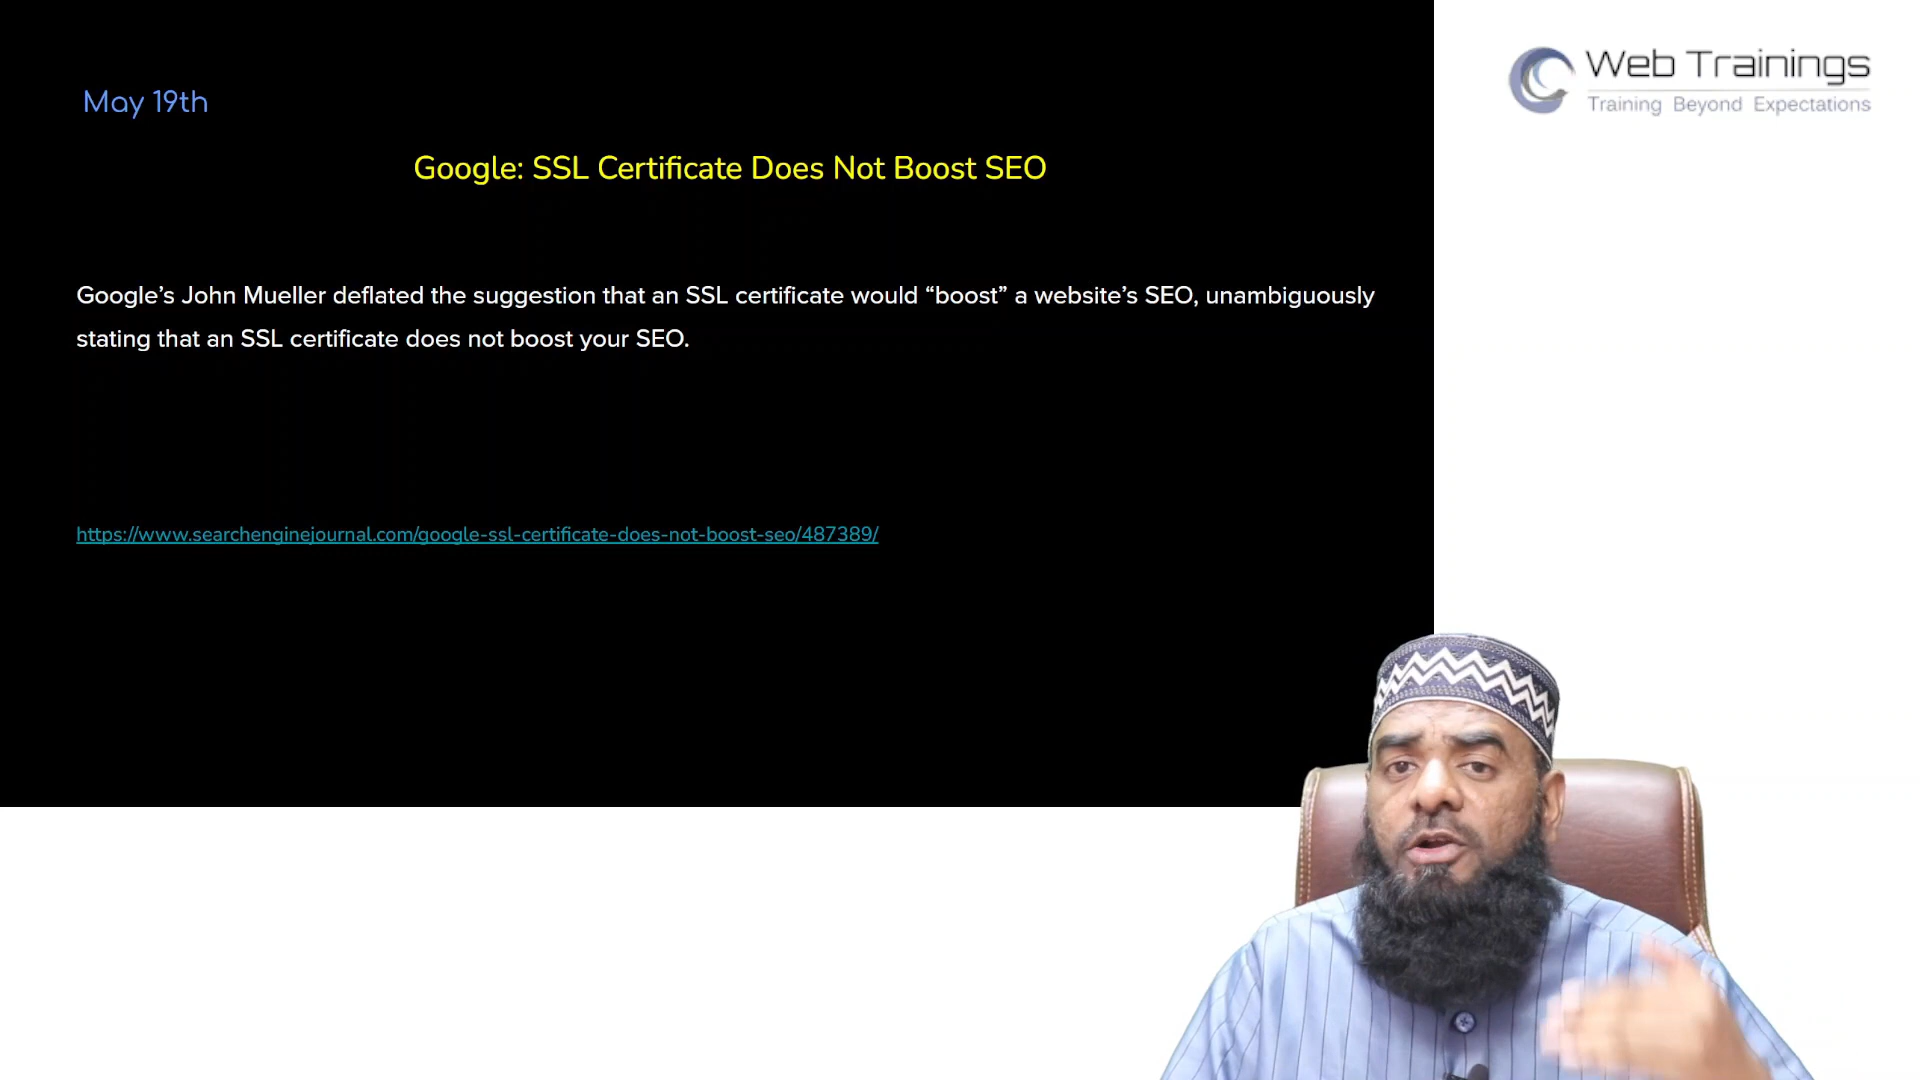 May 19th
Web Trainings
Training Beyond Expectations
Google: SSL Certificate Does Not Boost SEO
Google’s John Mueller deflated the suggestion that an SSL certificate would “boost” a website’s SEO, unambiguously
stating that an SSL certificate does not boost your SEO.
https://www.searchenginejournal.com/google-ssl-certificate-does-not-boost-seo/487389/